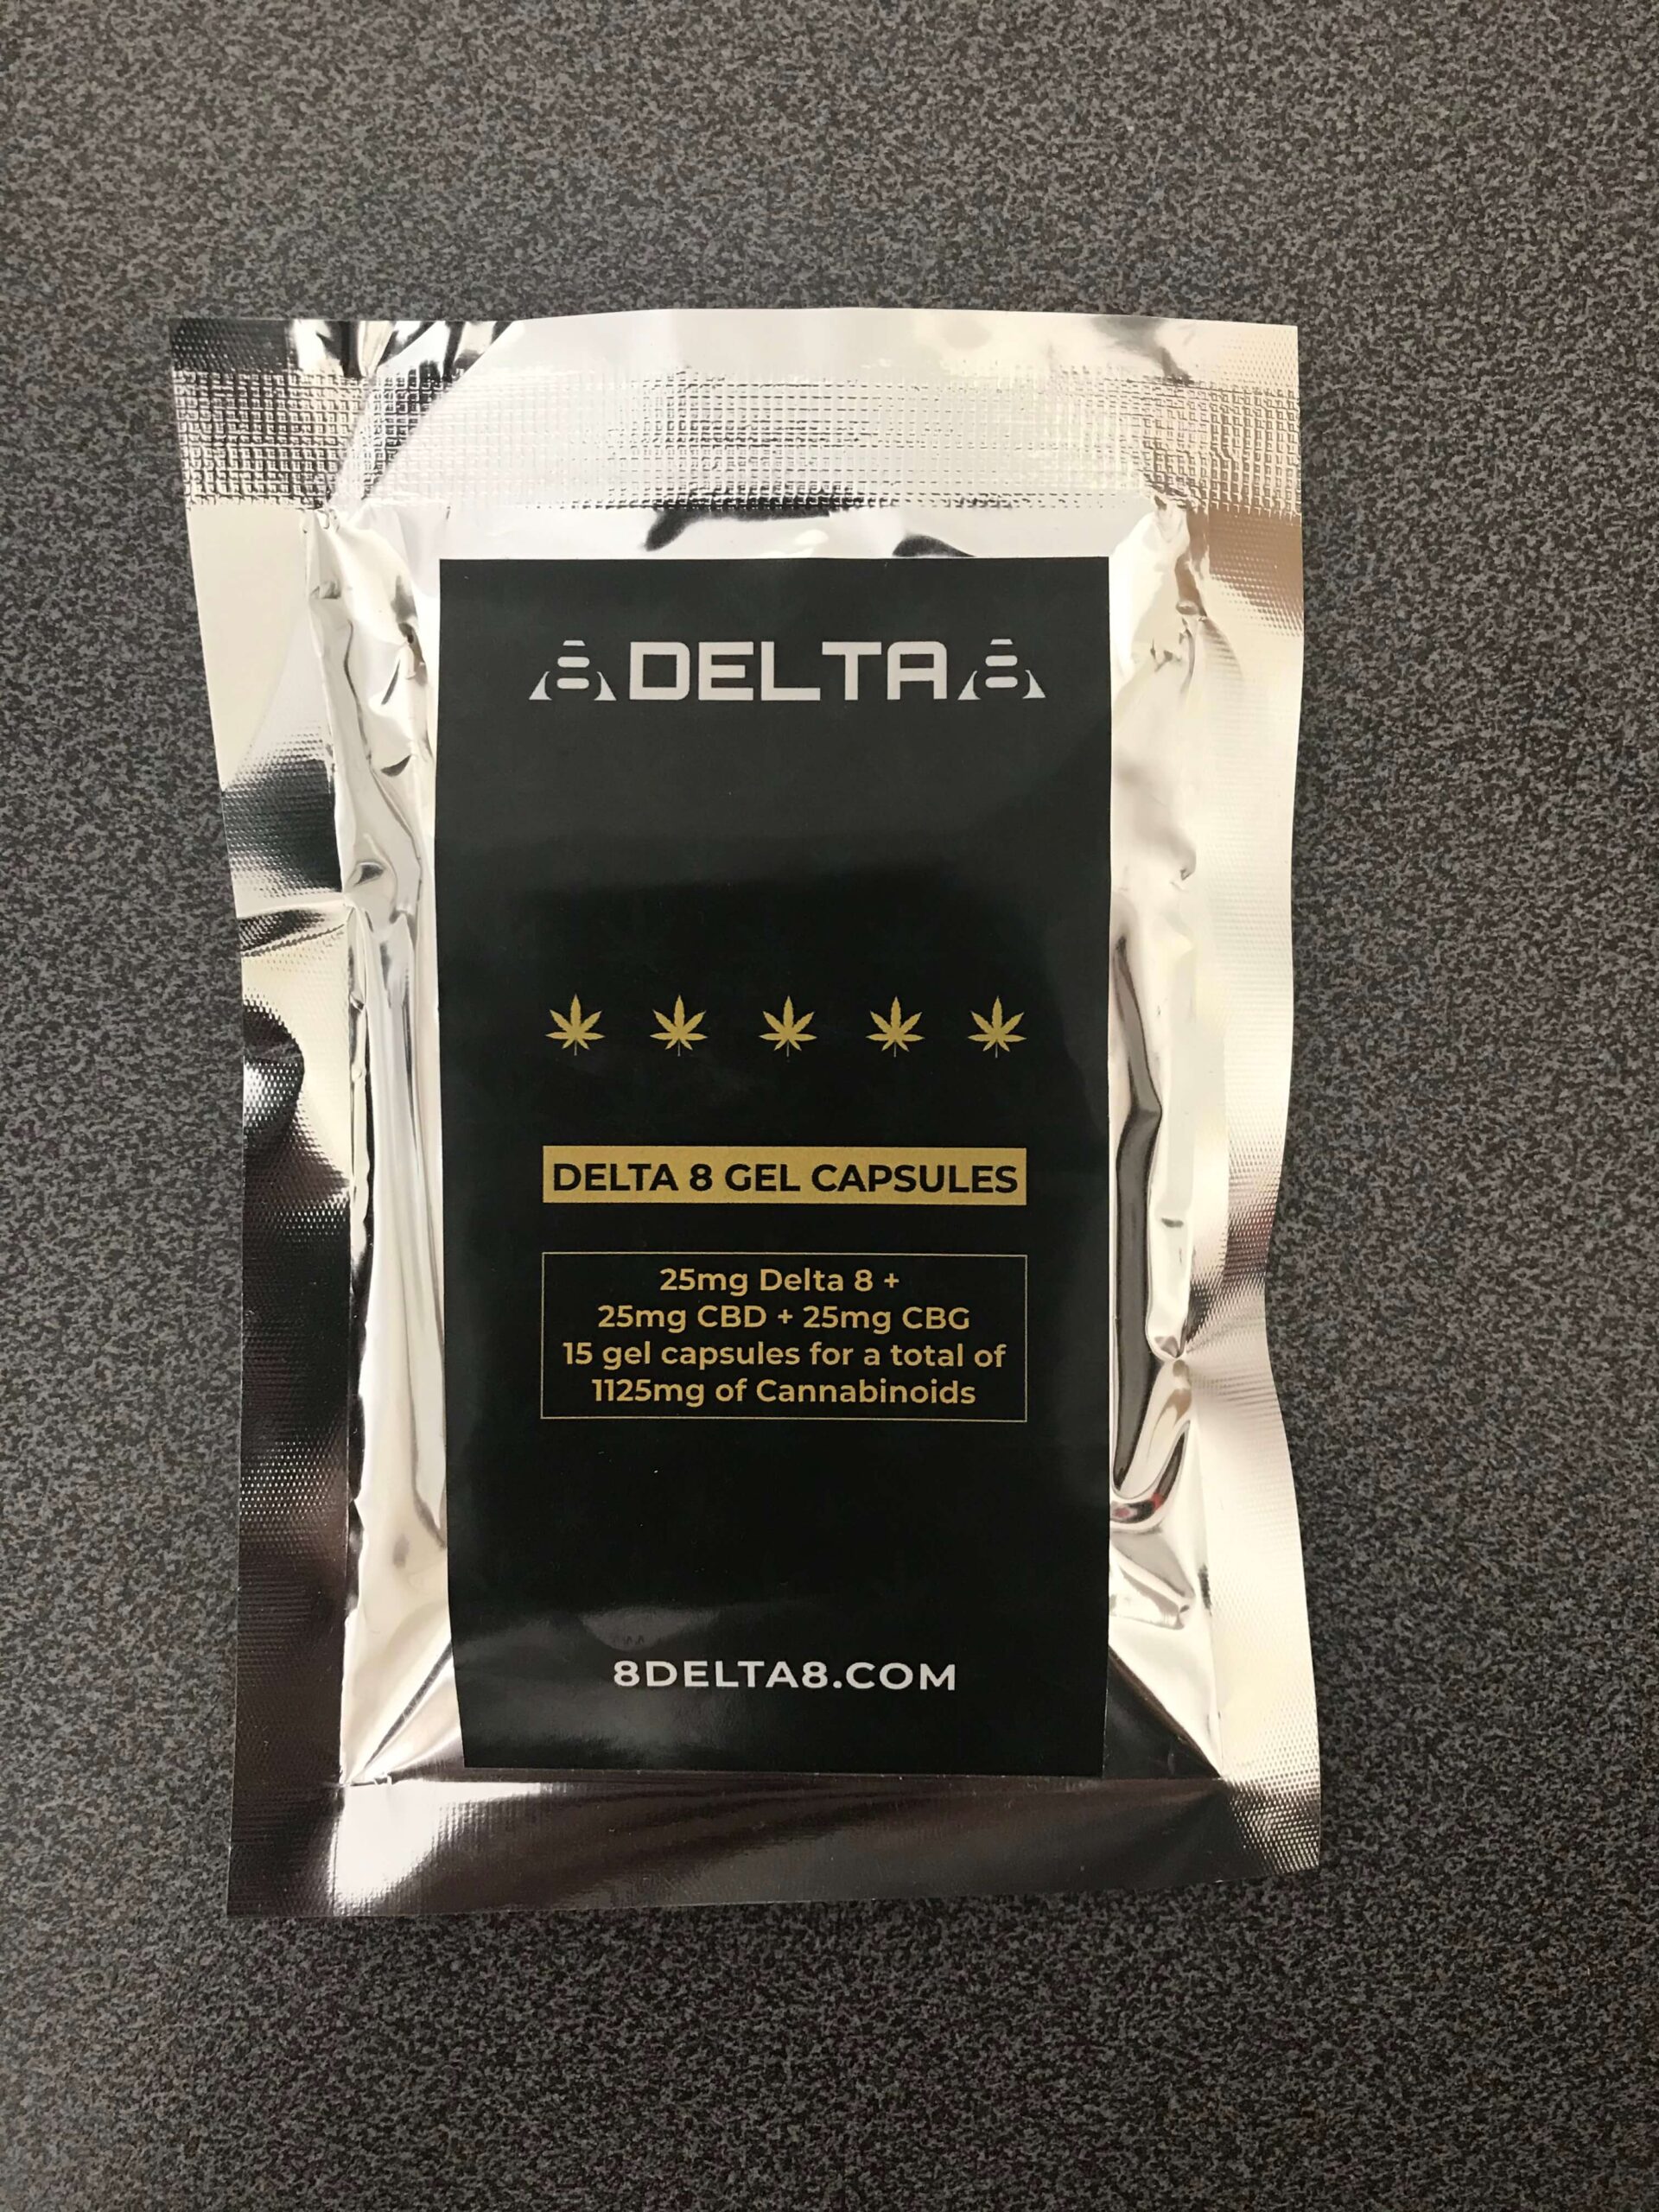 8DELTA8
DELTA 8 GEL CAPSULES
25mg Delta 8 +
25mg CBD + 25mg CBG
15 gel capsules for a total of
1125mg of Cannabinoids
8DELTA8.COM